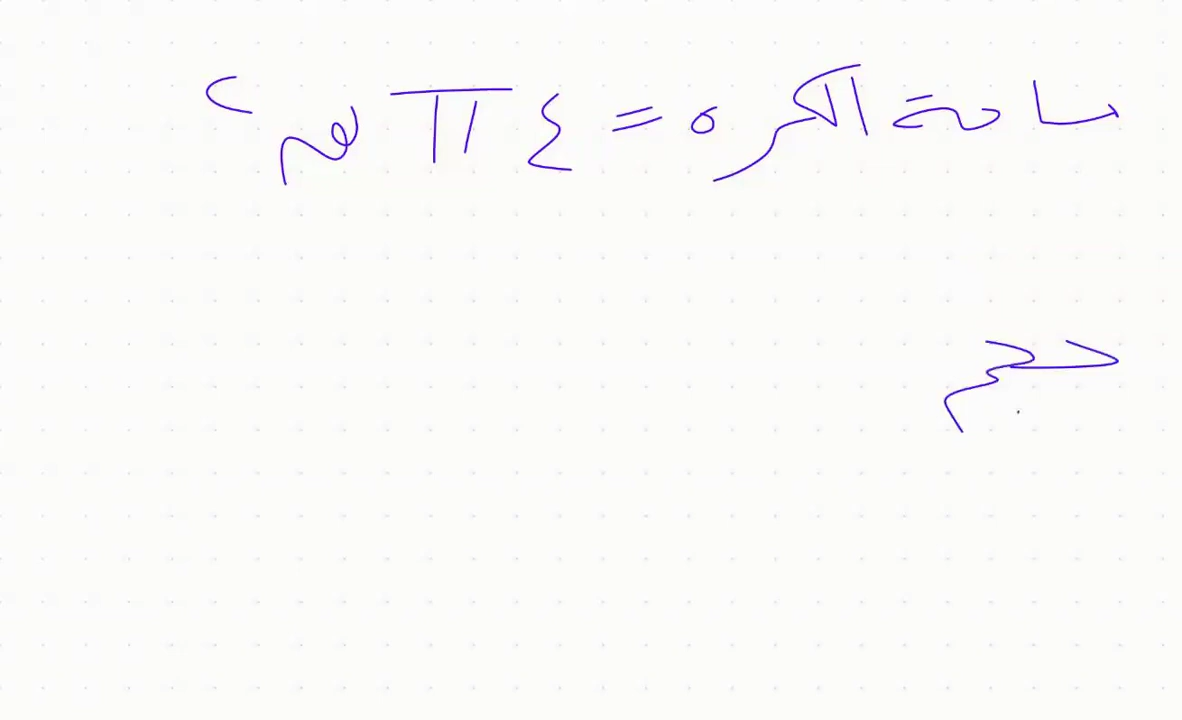 مساحة الكره = ٤ π نق٢
حجم